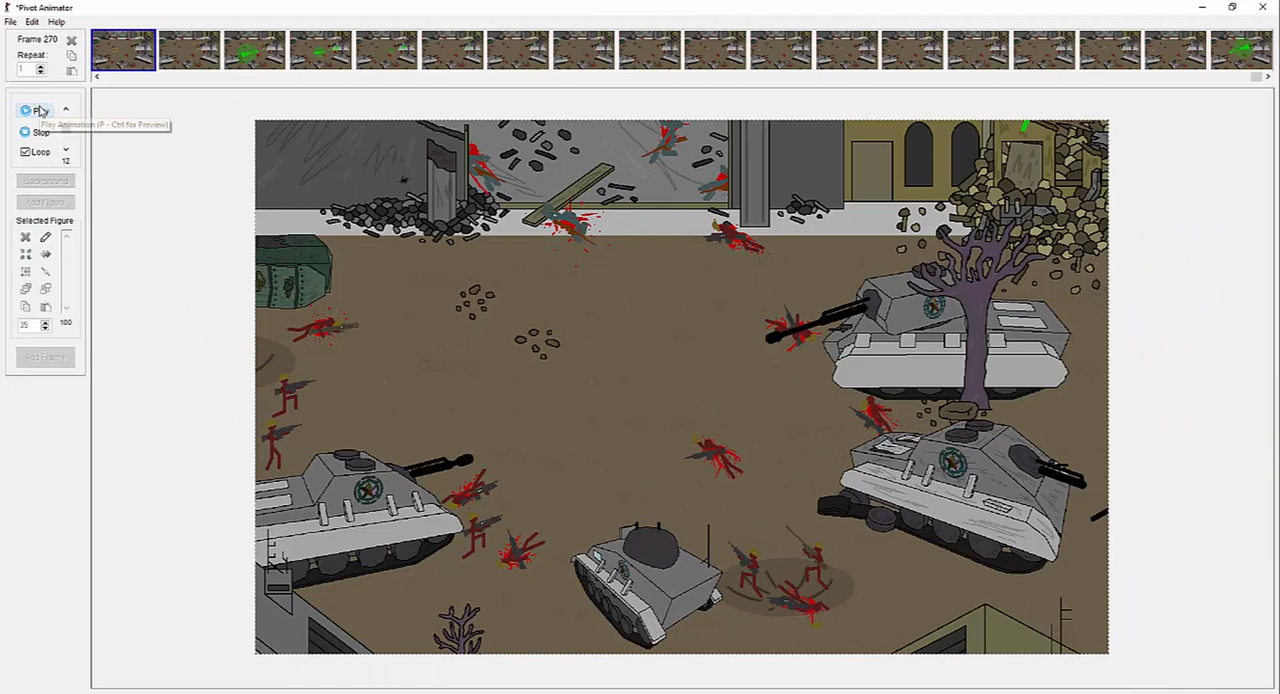 *Pivot Animator
File Edit Help
Frame 270
Repeat:
1
Play
Play Animation (P - Ctrl for Preview)
Stop
Loop
12
Background
Add Figure
Selected Figure
35
100
Add Frame